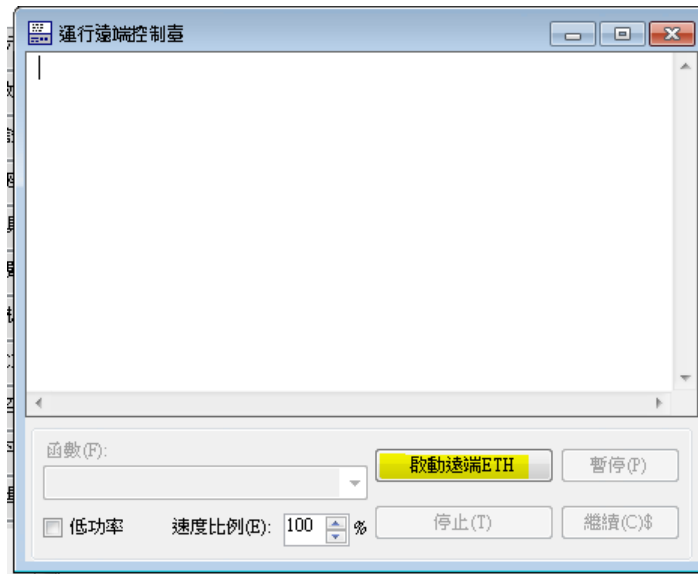 運行遠端控制臺
函數(F):
啟動遠端ETH
暫停(P)
低功率
速度比例(E):
100
%
停止(T)
繼續(C)$